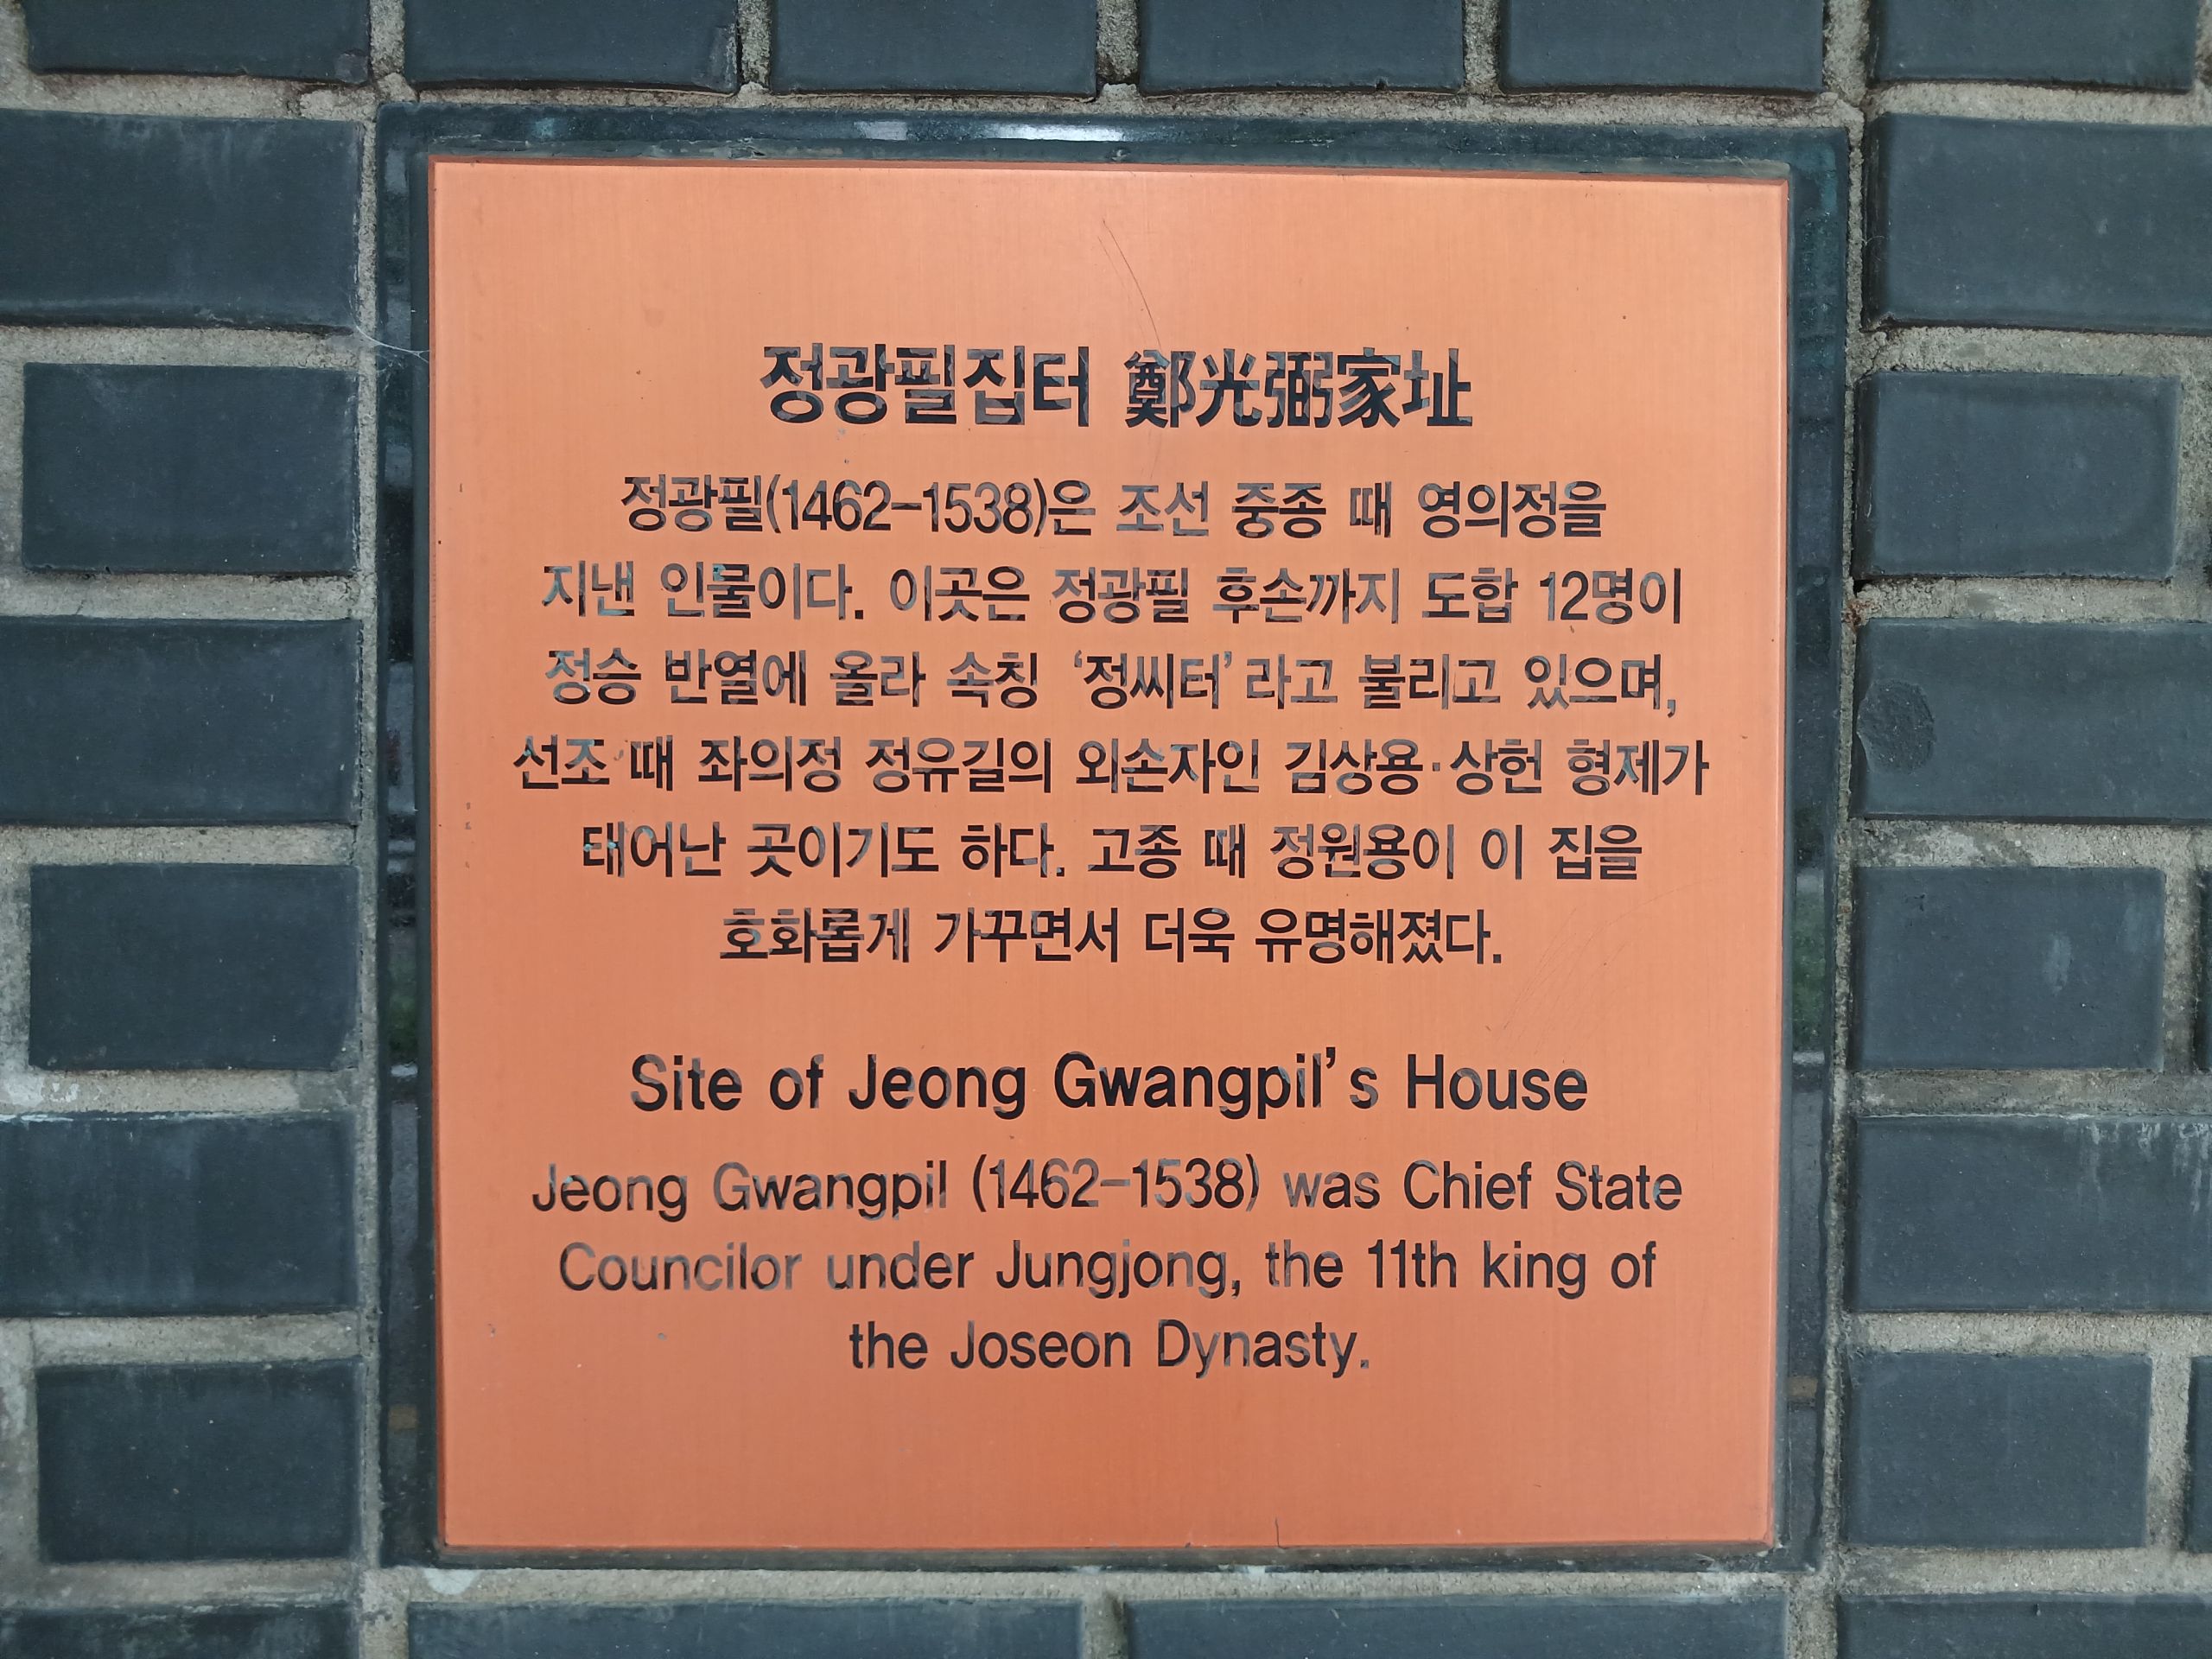 정광필집터 鄭光弼家址
정광필(1462-1538)은 조선 중종 때 영의정을
지낸 인물이다. 이곳은 정광필 후손까지 도합 12명이
정승 반열에 올라 속칭 ‘정씨터’라고 불리고 있으며,
선조 때 좌의정 정유길의 외손자인 김상용·상헌 형제가
태어난 곳이기도 하다. 고종 때 정원용이 이 집을
호화롭게 가꾸면서 더욱 유명해졌다.
Site of Jeong Gwangpil’s House
Jeong Gwangpil (1462-1538) was Chief State
Councilor under Jungjong, the 11th king of
the Joseon Dynasty.